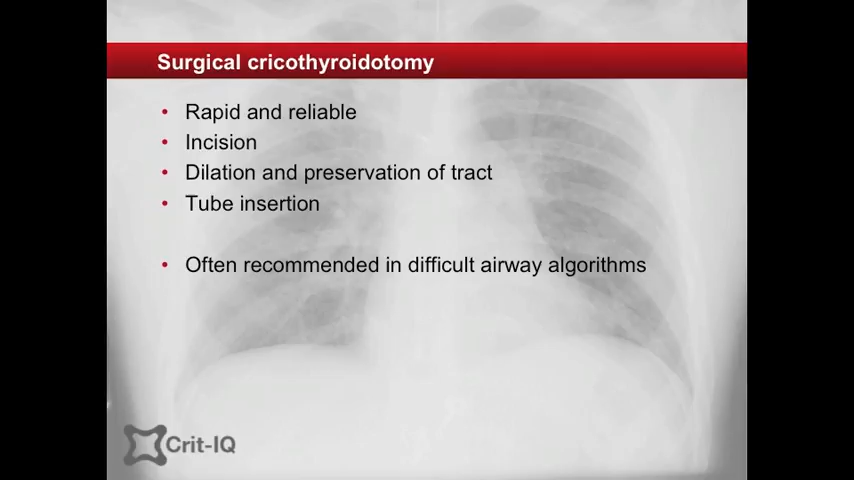 Surgical cricothyroidotomy
• Rapid and reliable
• Incision
• Dilation and preservation of tract
• Tube insertion
• Often recommended in difficult airway algorithms
Crit-IQ